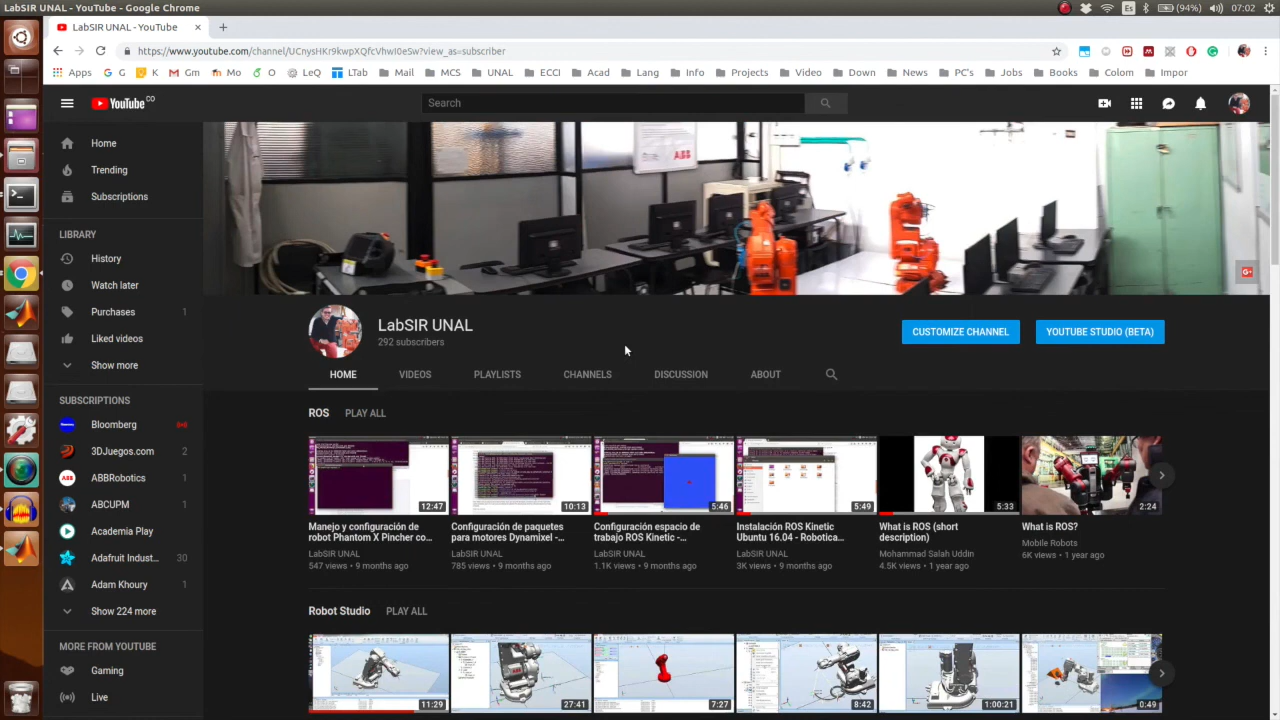 LabSIR UNAL - YouTube - Google Chrome
Es
(94%)
07:02
LabSIR UNAL - YouTube
https://www.youtube.com/channel/UCnysHKr9kwpXQfcVhwI0eSw?view_as=subscriber
Apps
G
K
Gm
Mo
O
LeQ
LTab
Mail
MCS
UNAL
ECCI
Acad
Lang
Info
Projects
Video
Down
News
PC's
Jobs
Books
Colom
Impor
YouTube CO
Search
Home
Trending
Subscriptions
LIBRARY
History
Watch later
Purchases 1
Liked videos
Show more
SUBSCRIPTIONS
Bloomberg
3DJuegos.com 2
ABBRobotics 1
ABCUPM 1
Academia Play
Adafruit Indust... 30
Adam Khoury 1
Show 224 more
MORE FROM YOUTUBE
Gaming
Live
ABB
LabSIR UNAL
292 subscribers
CUSTOMIZE CHANNEL
YOUTUBE STUDIO (BETA)
HOME
VIDEOS
PLAYLISTS
CHANNELS
DISCUSSION
ABOUT
ROS
PLAY ALL
12:47
Manejo y configuración de
robot Phantom X Pincher co...
LabSIR UNAL
547 views • 9 months ago
10:13
Configuración de paquetes
para motores Dynamixel -...
LabSIR UNAL
785 views • 9 months ago
5:46
Configuración espacio de
trabajo ROS Kinetic -...
LabSIR UNAL
1.1K views • 9 months ago
5:49
Instalación ROS Kinetic
Ubuntu 16.04 - Robotica...
LabSIR UNAL
3K views • 9 months ago
5:33
What is ROS (short
description)
Mohammad Salah Uddin
4.5K views • 1 year ago
2:24
What is ROS?
Mobile Robots
6K views • 1 year ago
Robot Studio
PLAY ALL
11:29
27:41
7:27
8:42
1:00:21
0:49